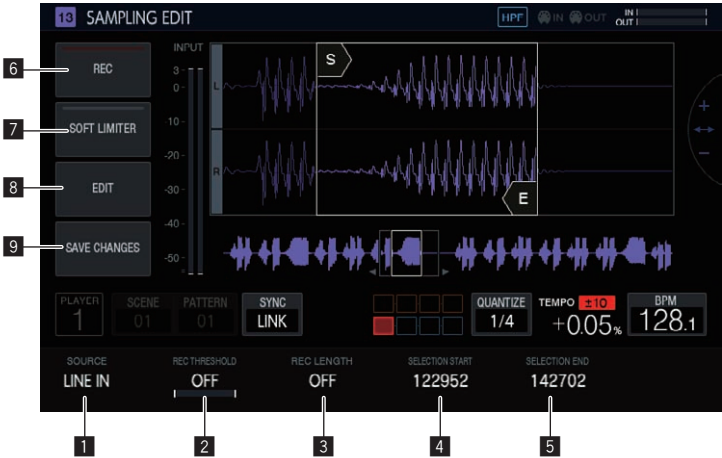 13 SAMPLING EDIT
HPF IN OUT IN OUT
6 REC
7 SOFT LIMITER
8 EDIT
9 SAVE CHANGES
INPUT
3
0
-10
-20
-30
-40
-50
L
R
S
E
+
−
PLAYER 1
SCENE 01
PATTERN 01
SYNC LINK
QUANTIZE 1/4
TEMPO ±10 +0.05%
BPM 128.1
SOURCE LINE IN
REC THRESHOLD OFF
REC LENGTH OFF
SELECTION START 122952
SELECTION END 142702
1 2 3 4 5